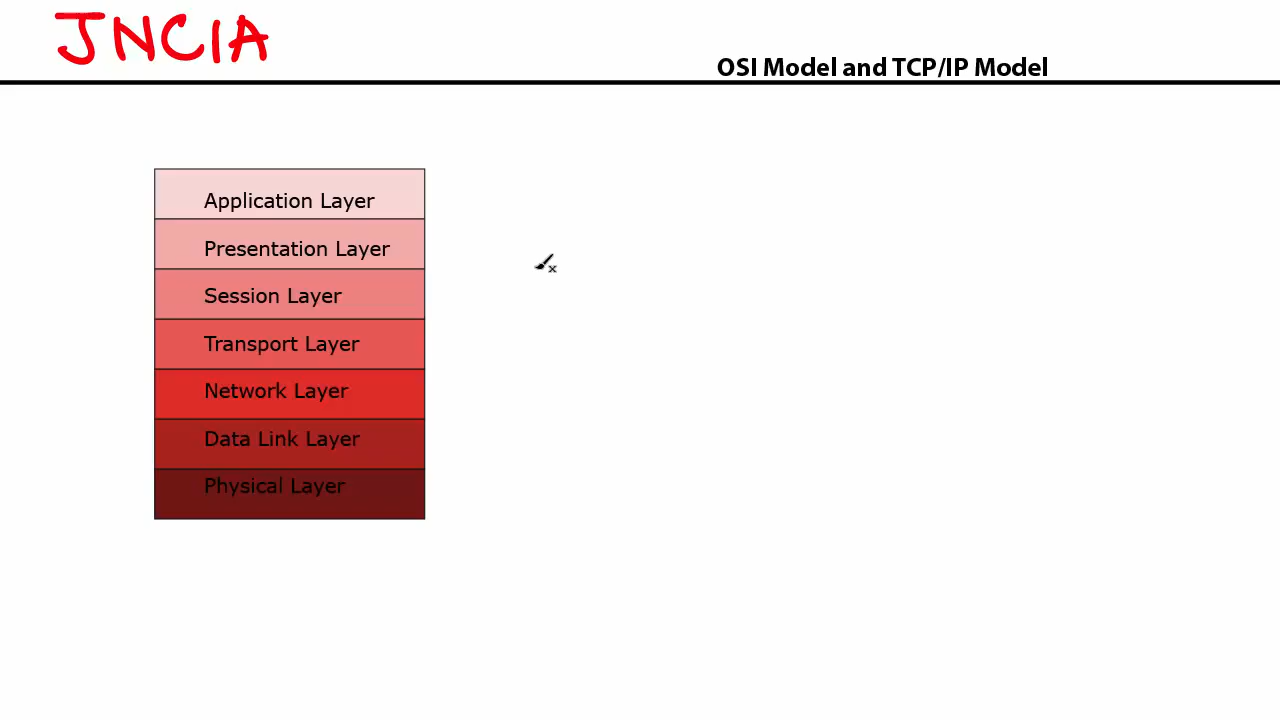 JNCIA
OSI Model and TCP/IP Model
Application Layer
Presentation Layer
Session Layer
Transport Layer
Network Layer
Data Link Layer
Physical Layer